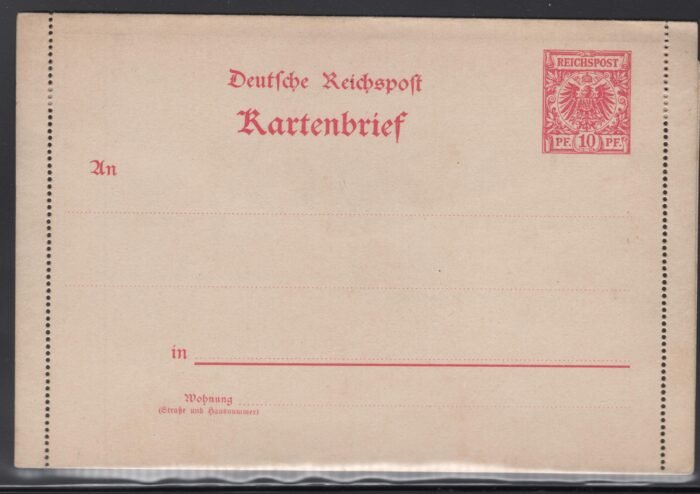 REICHSPOST
Deutsche Reichspost
Kartenbrief
PF. 10 PF.
An
in
Wohnung
(Straße und Hausnummer)